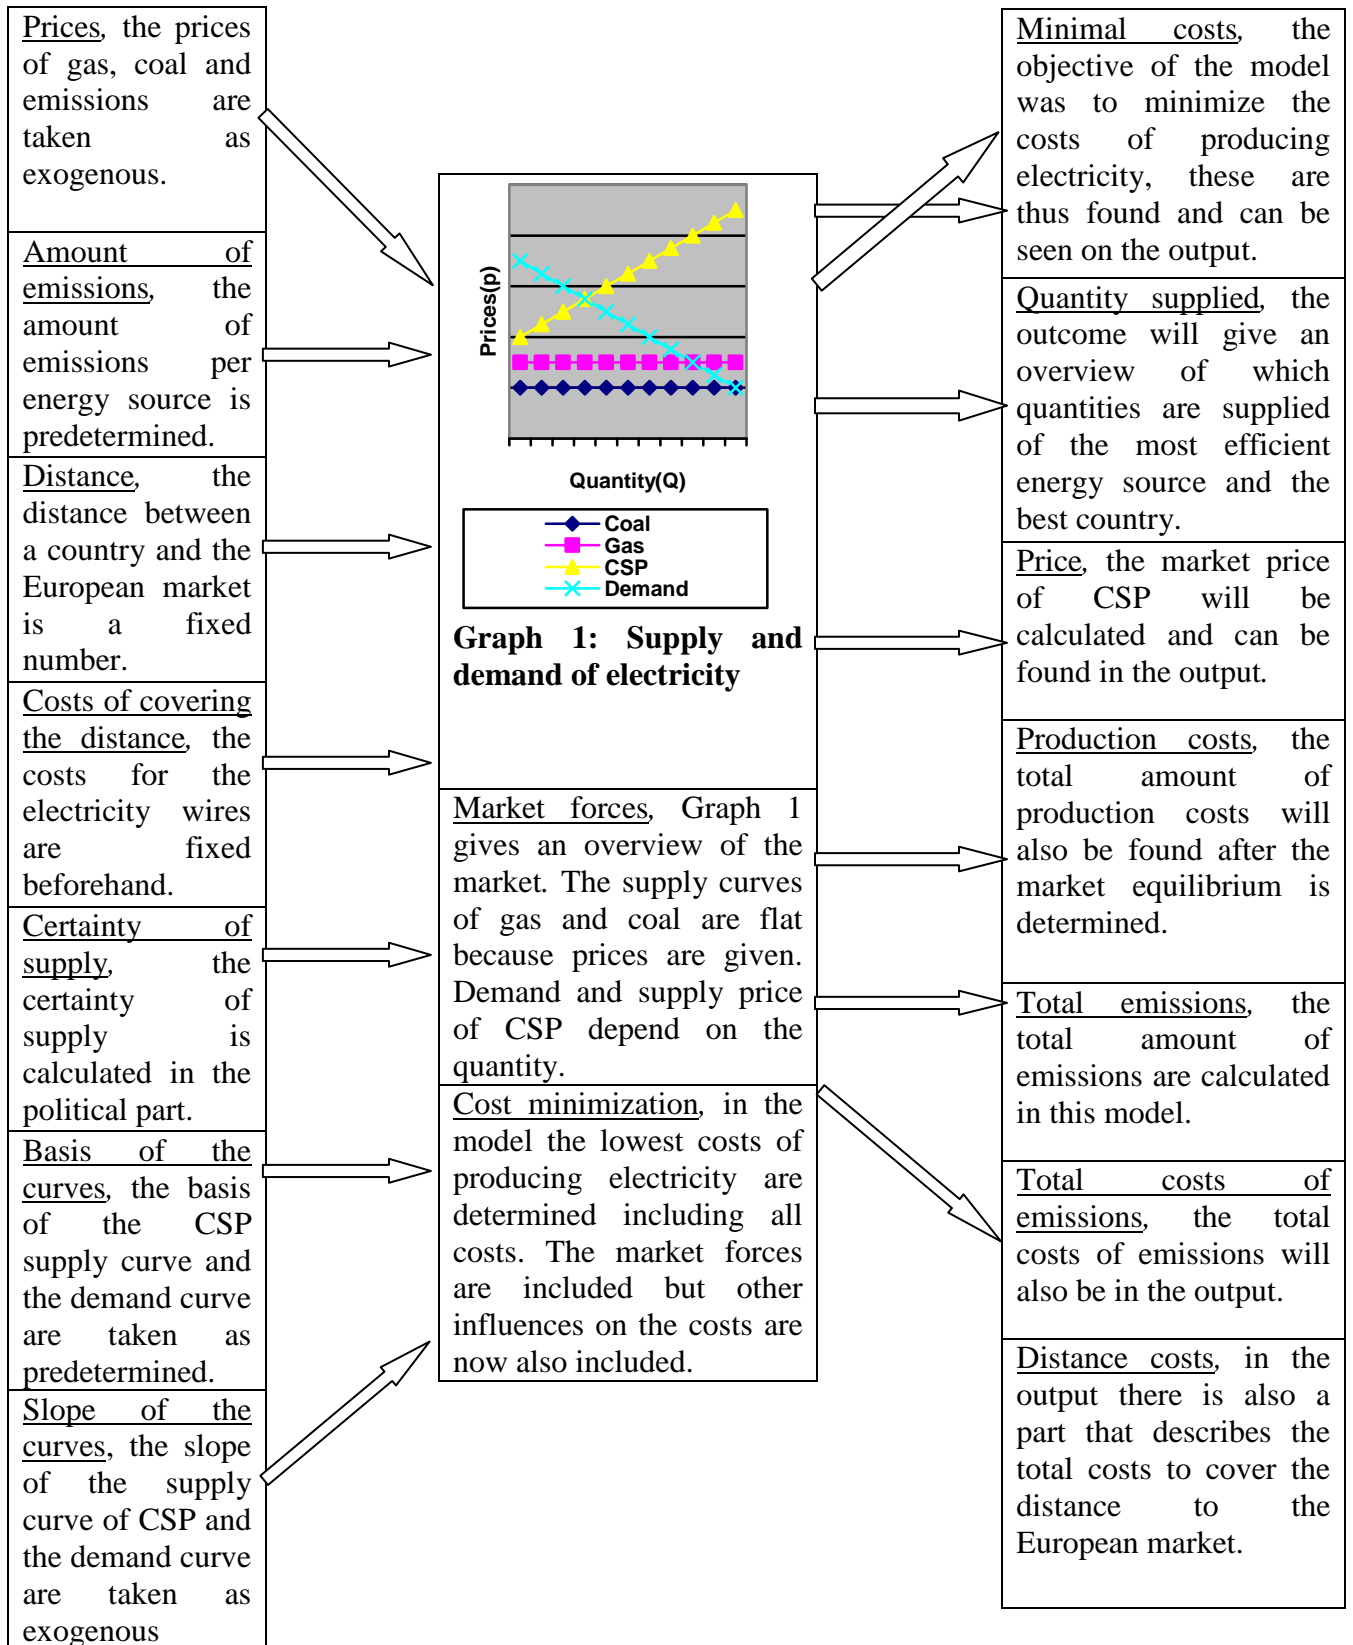 Prices, the prices
of gas, coal and
emissions are
taken as
exogenous.
Amount of
emissions, the
amount of
emissions per
energy source is
predetermined.
Distance, the
distance between
a country and the
European market
is a fixed
number.
Costs of covering
the distance, the
costs for the
electricity wires
are fixed
beforehand.
Certainty of
supply, the
certainty of
supply is
calculated in the
political part.
Basis of the
curves, the basis
of the CSP
supply curve and
the demand curve
are taken as
predetermined.
Slope of the
curves, the slope
of the supply
curve of CSP and
the demand curve
are taken as
exogenous
Prices(p)
Quantity(Q)
Coal
Gas
CSP
Demand
Graph 1: Supply and
demand of electricity
Market forces, Graph 1
gives an overview of the
market. The supply curves
of gas and coal are flat
because prices are given.
Demand and supply price
of CSP depend on the
quantity.
Cost minimization, in the
model the lowest costs of
producing electricity are
determined including all
costs. The market forces
are included but other
influences on the costs are
now also included.
Minimal costs, the
objective of the model
was to minimize the
costs of producing
electricity, these are
thus found and can be
seen on the output.
Quantity supplied, the
outcome will give an
overview of which
quantities are supplied
of the most efficient
energy source and the
best country.
Price, the market price
of CSP will be
calculated and can be
found in the output.
Production costs, the
total amount of
production costs will
also be found after the
market equilibrium is
determined.
Total emissions, the
total amount of
emissions are calculated
in this model.
Total costs of
emissions, the total
costs of emissions will
also be in the output.
Distance costs, in the
output there is also a
part that describes the
total costs to cover the
distance to the
European market.